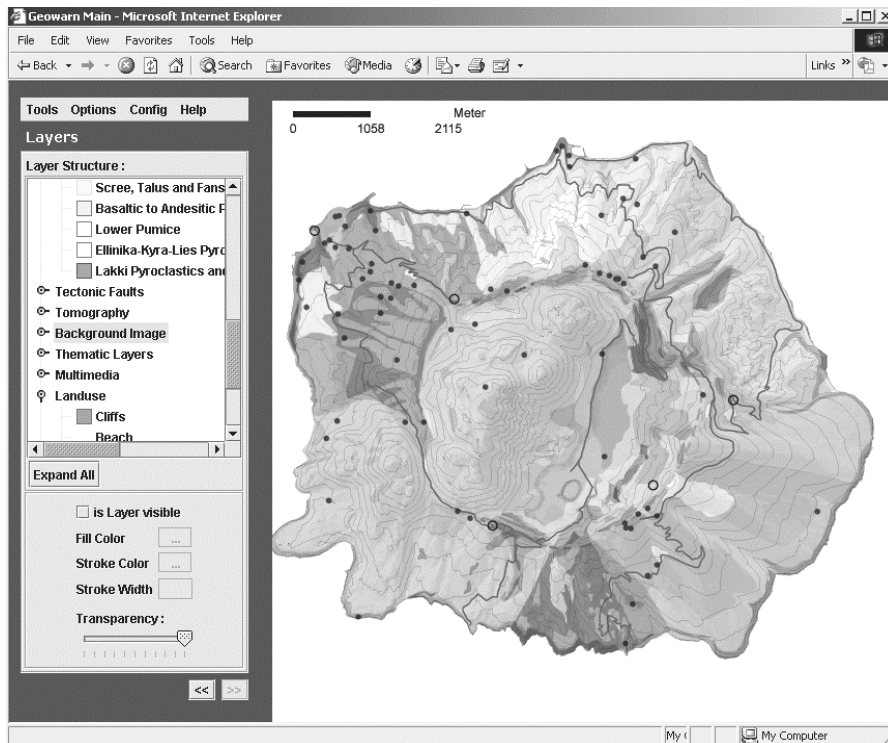 Geowarn Main - Microsoft Internet Explorer
File Edit View Favorites Tools Help
Back Search Favorites Media Links »
Tools Options Config Help
Layers
Layer Structure :
Scree, Talus and Fans
Basaltic to Andesitic F
Lower Pumice
Ellinika-Kyra-Lies Pyro
Lakki Pyroclastics and
Tectonic Faults
Tomography
Background Image
Thematic Layers
Multimedia
Landuse
Cliffs
Beach
Expand All
is Layer visible
Fill Color ...
Stroke Color ...
Stroke Width
Transparency :
<< >>
Meter
0 1058 2115
My Computer